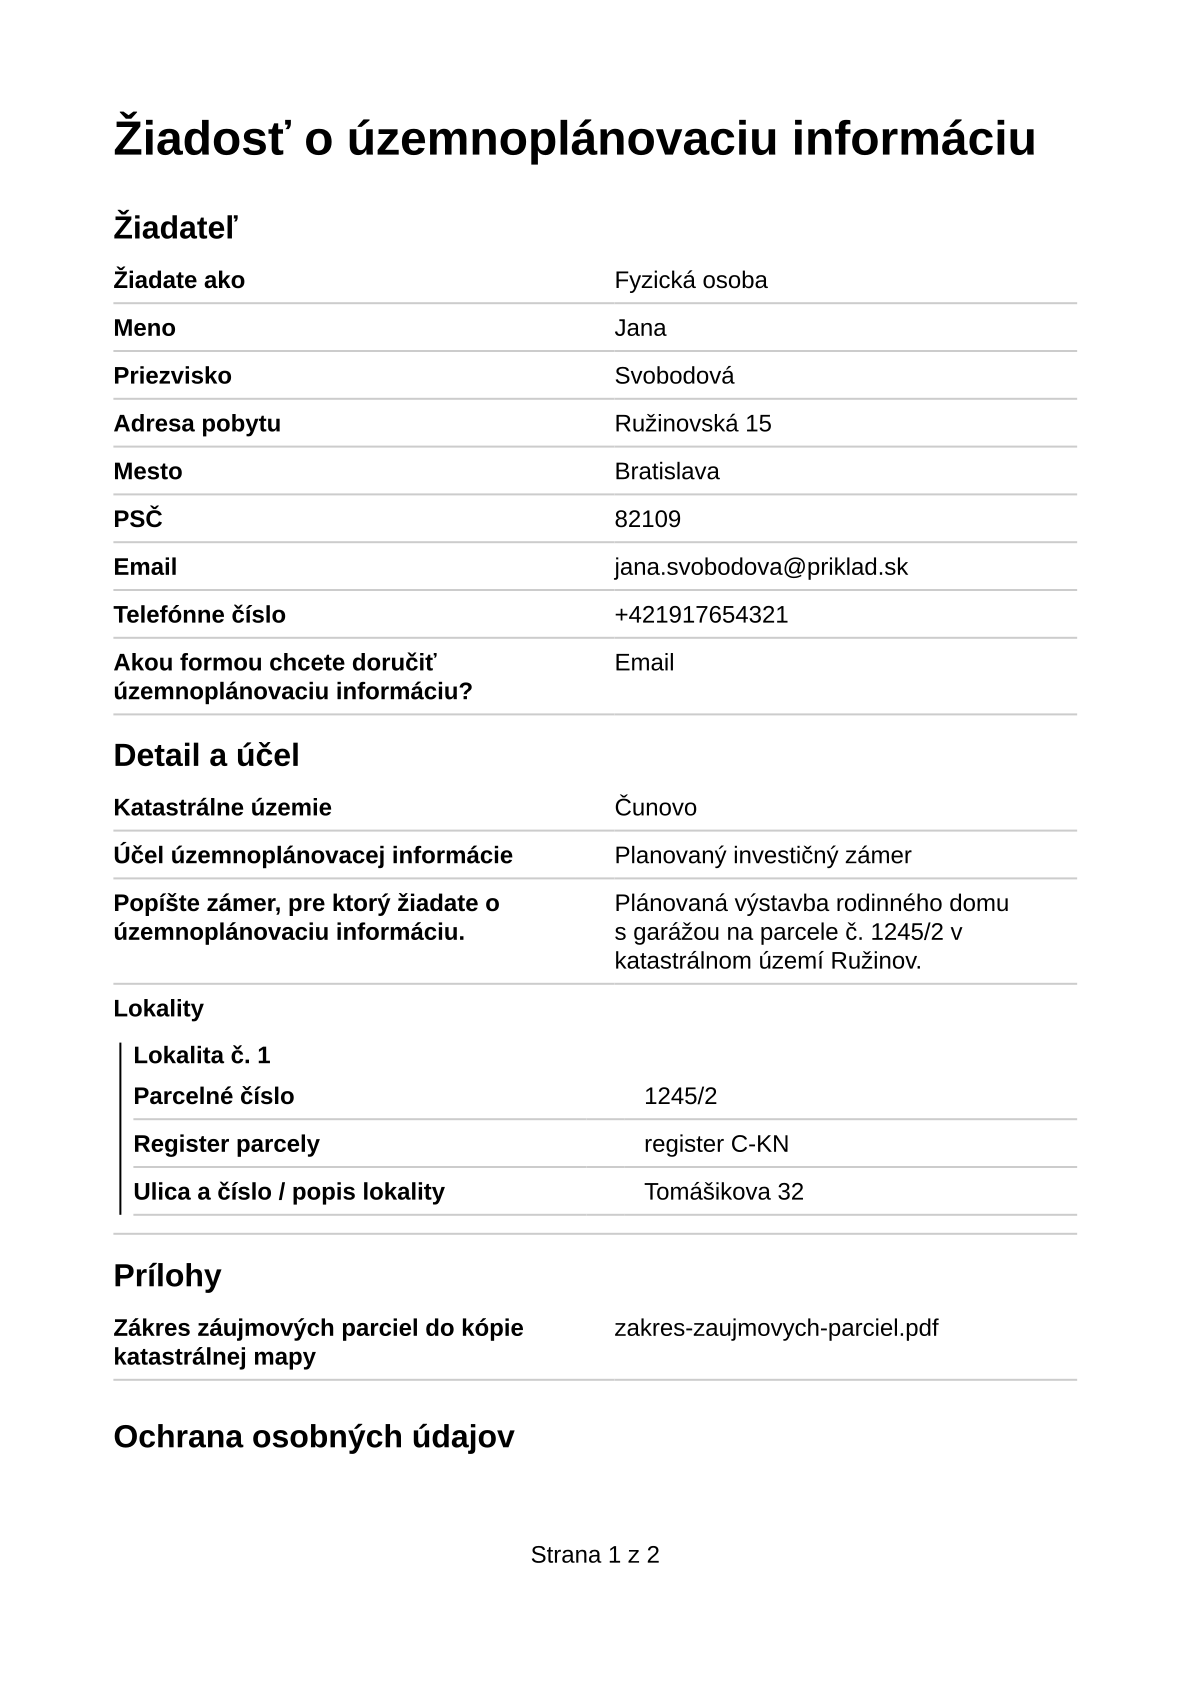 Žiadosť o územnoplánovaciu informáciu
Žiadateľ
Žiadate ako Fyzická osoba
Meno Jana
Priezvisko Svobodová
Adresa pobytu Ružinovská 15
Mesto Bratislava
PSČ 82109
Email jana.svobodova@priklad.sk
Telefónne číslo +421917654321
Akou formou chcete doručiť Email
územnoplánovaciu informáciu?
Detail a účel
Katastrálne územie Čunovo
Účel územnoplánovacej informácie Planovaný investičný zámer
Popíšte zámer, pre ktorý žiadate o Plánovaná výstavba rodinného domu
územnoplánovaciu informáciu. s garážou na parcele č. 1245/2 v
katastrálnom území Ružinov.
Lokality
Lokalita č. 1
Parcelné číslo 1245/2
Register parcely register C-KN
Ulica a číslo / popis lokality Tomášikova 32
Prílohy
Zákres záujmových parciel do kópie zakres-zaujmovych-parciel.pdf
katastrálnej mapy
Ochrana osobných údajov
Strana 1 z 2